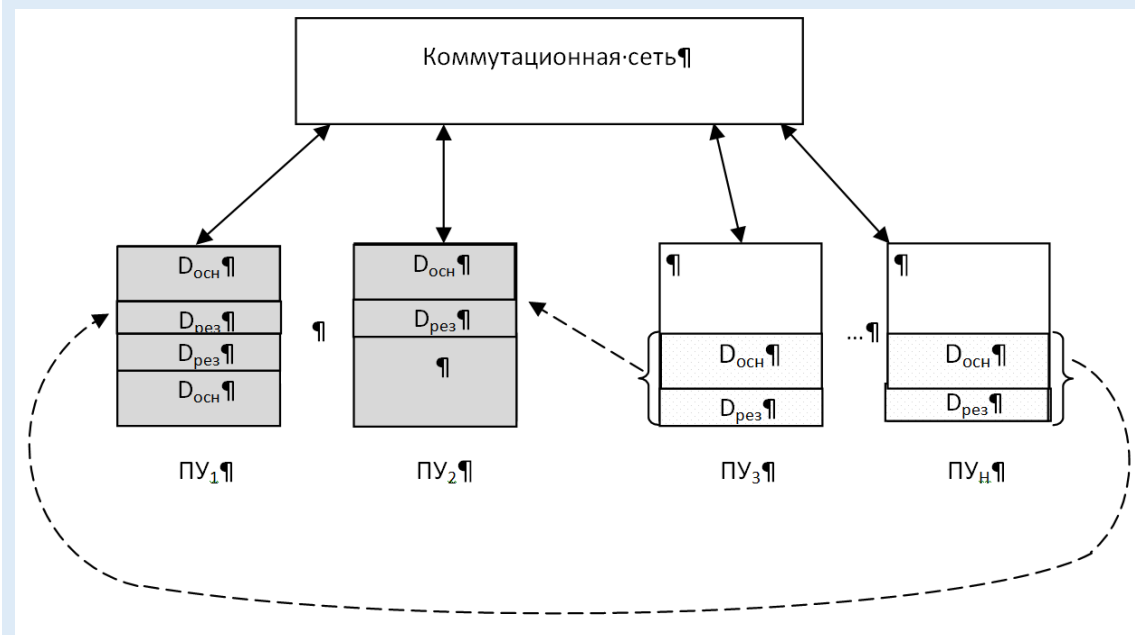 Коммутационная·сеть¶
Dосн¶
Dрез¶
Dрез¶
Dосн¶
¶
Dосн¶
Dрез¶
¶
¶
Dосн¶
Dрез¶
...¶
¶
Dосн¶
Dрез¶
ПУ1¶
ПУ2¶
ПУ3¶
ПУН¶